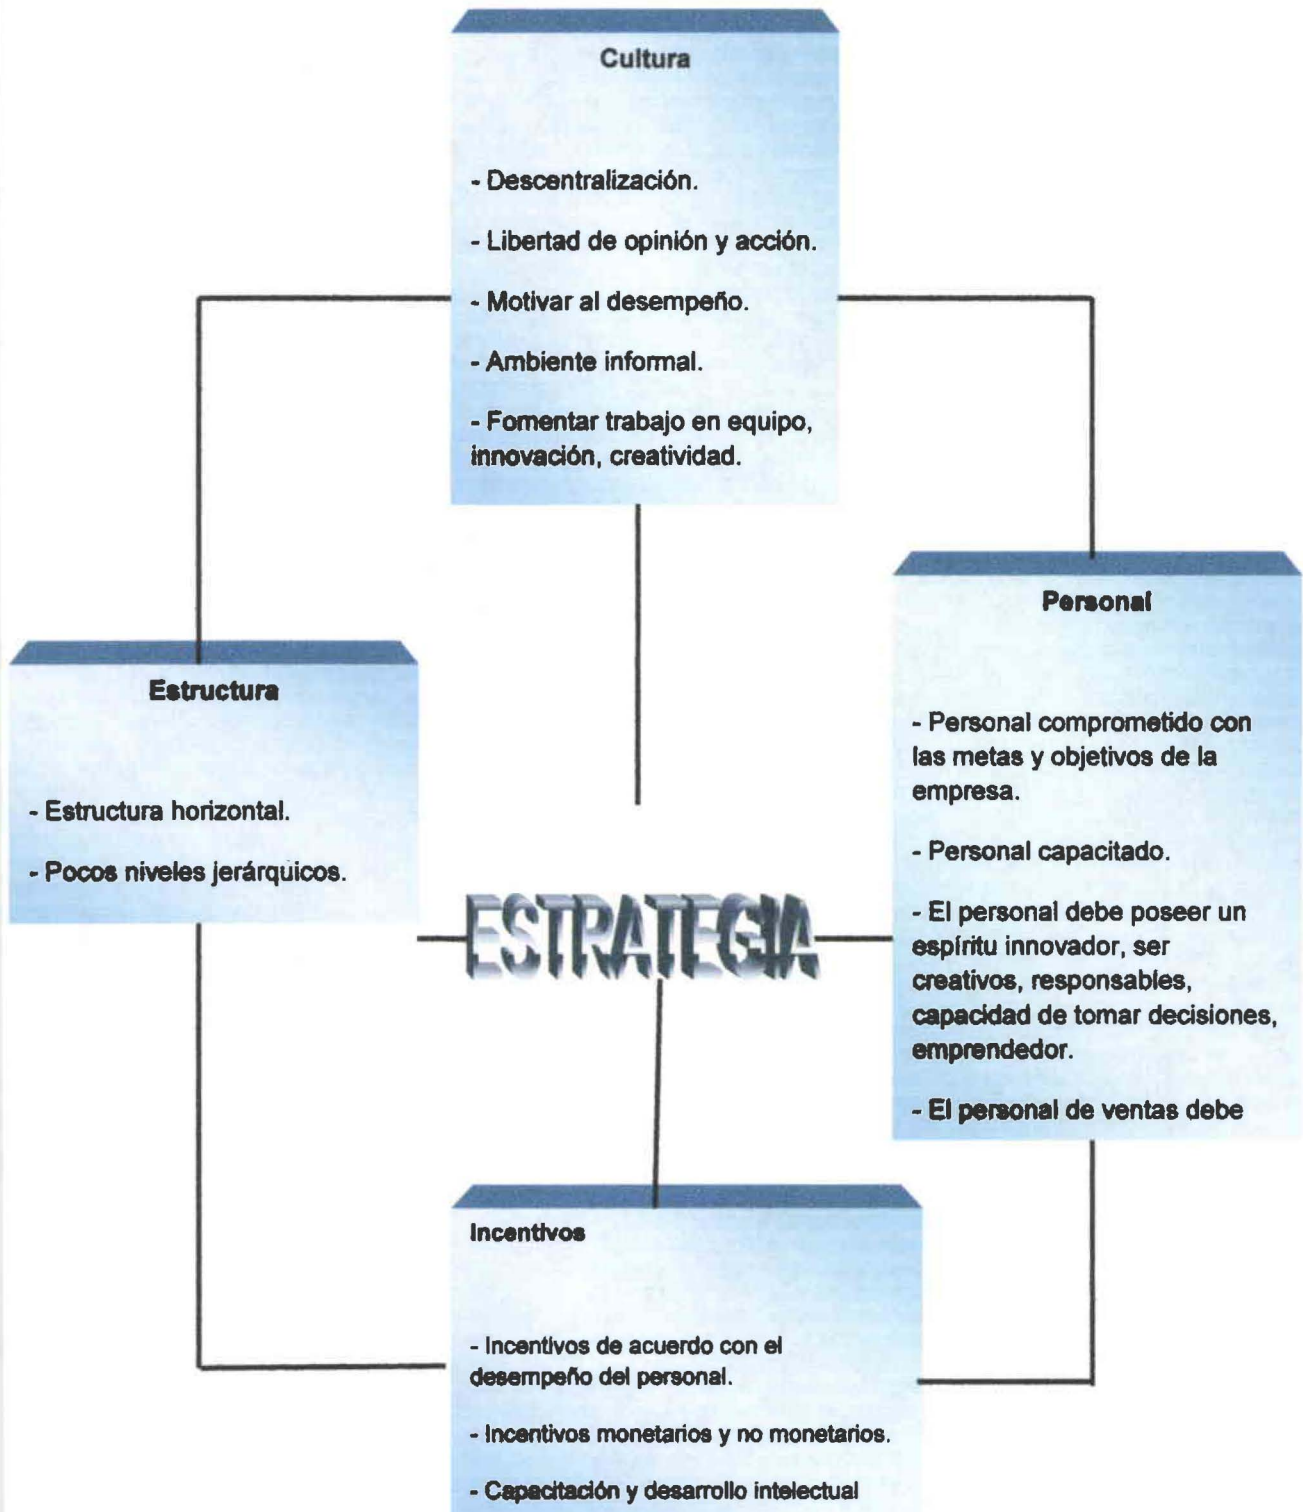 Cultura
- Descentralización.
- Libertad de opinión y acción.
- Motivar al desempeño.
- Ambiente informal.
- Fomentar trabajo en equipo,
innovación, creatividad.
Estructura
- Estructura horizontal.
- Pocos niveles jerárquicos.
ESTRATEGIA
Personal
- Personal comprometido con
las metas y objetivos de la
empresa.
- Personal capacitado.
- El personal debe poseer un
espíritu innovador, ser
creativos, responsables,
capacidad de tomar decisiones,
emprendedor.
- El personal de ventas debe
Incentivos
- Incentivos de acuerdo con el
desempeño del personal.
- Incentivos monetarios y no monetarios.
- Capacitación y desarrollo intelectual